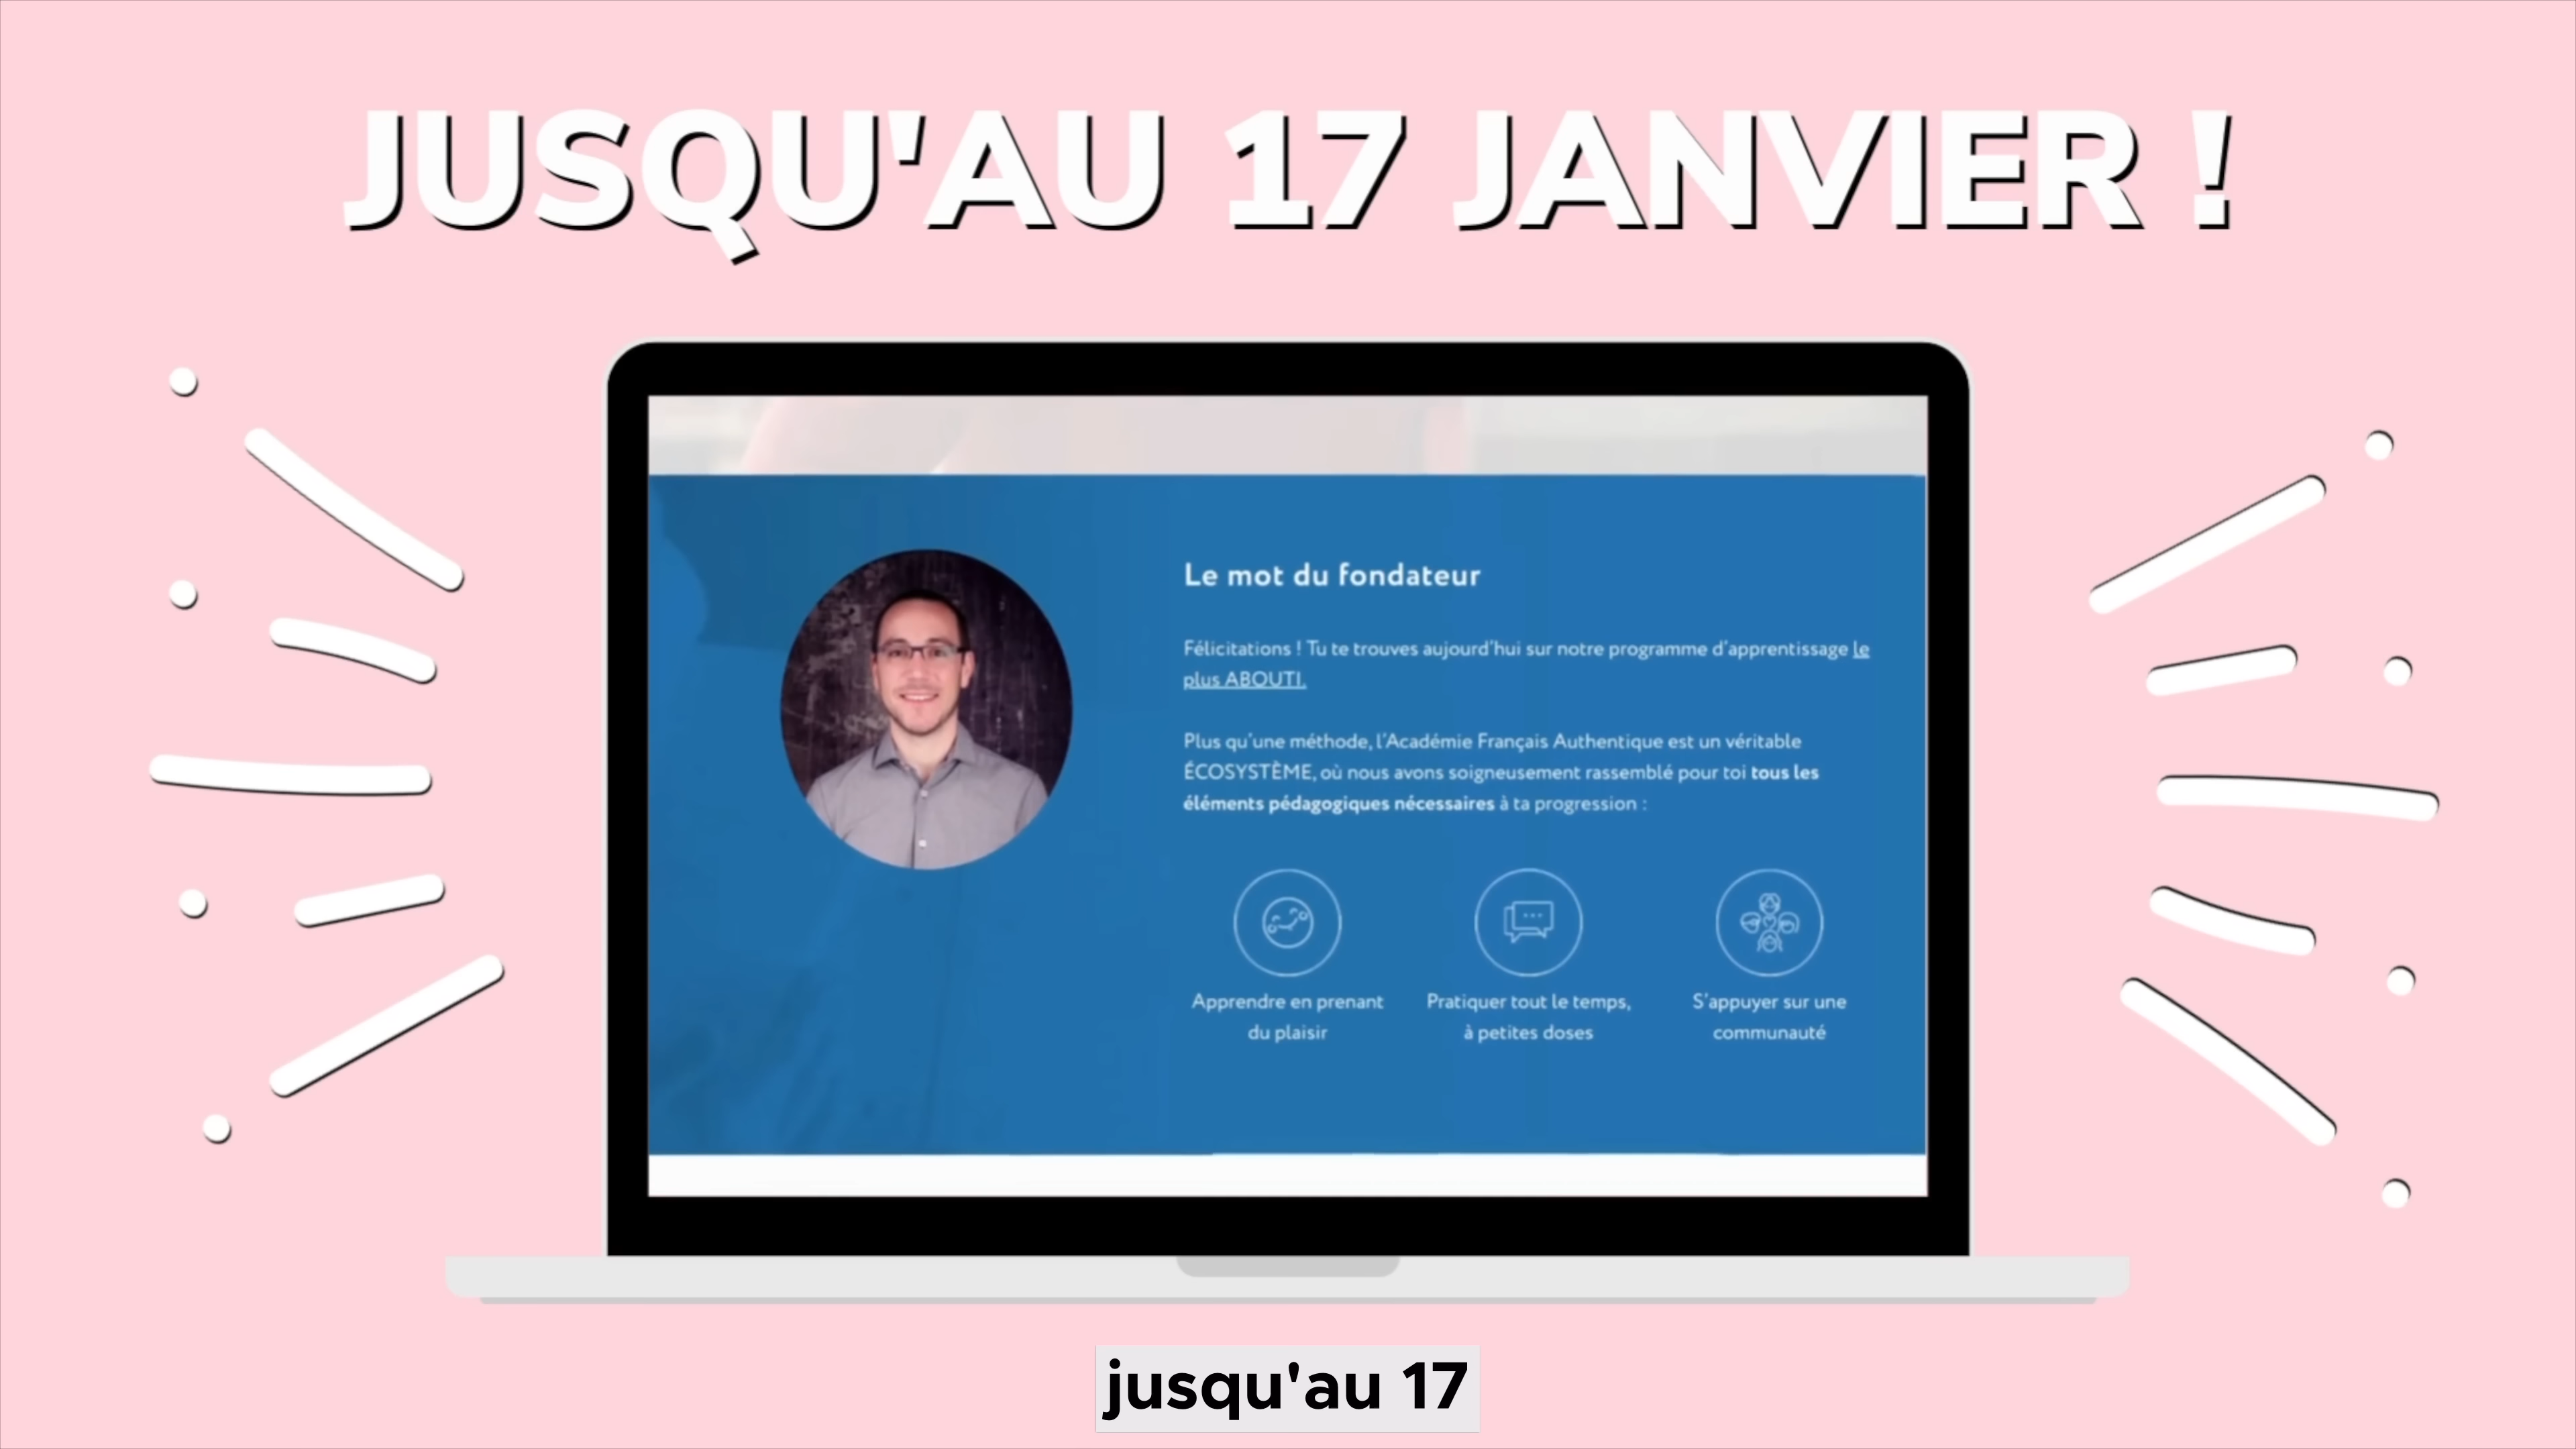 JUSQU'AU 17 JANVIER !
Le mot du fondateur
Félicitations ! Tu te trouves aujourd'hui sur notre programme d'apprentissage le
plus ABOUTI.
Plus qu'une méthode, l'Académie Français Authentique est un véritable
ÉCOSYSTÈME, où nous avons soigneusement rassemblé pour toi tous les
éléments pédagogiques nécessaires à ta progression :
Apprendre en prenant
du plaisir
Pratiquer tout le temps,
à petites doses
S'appuyer sur une
communauté
jusqu'au 17